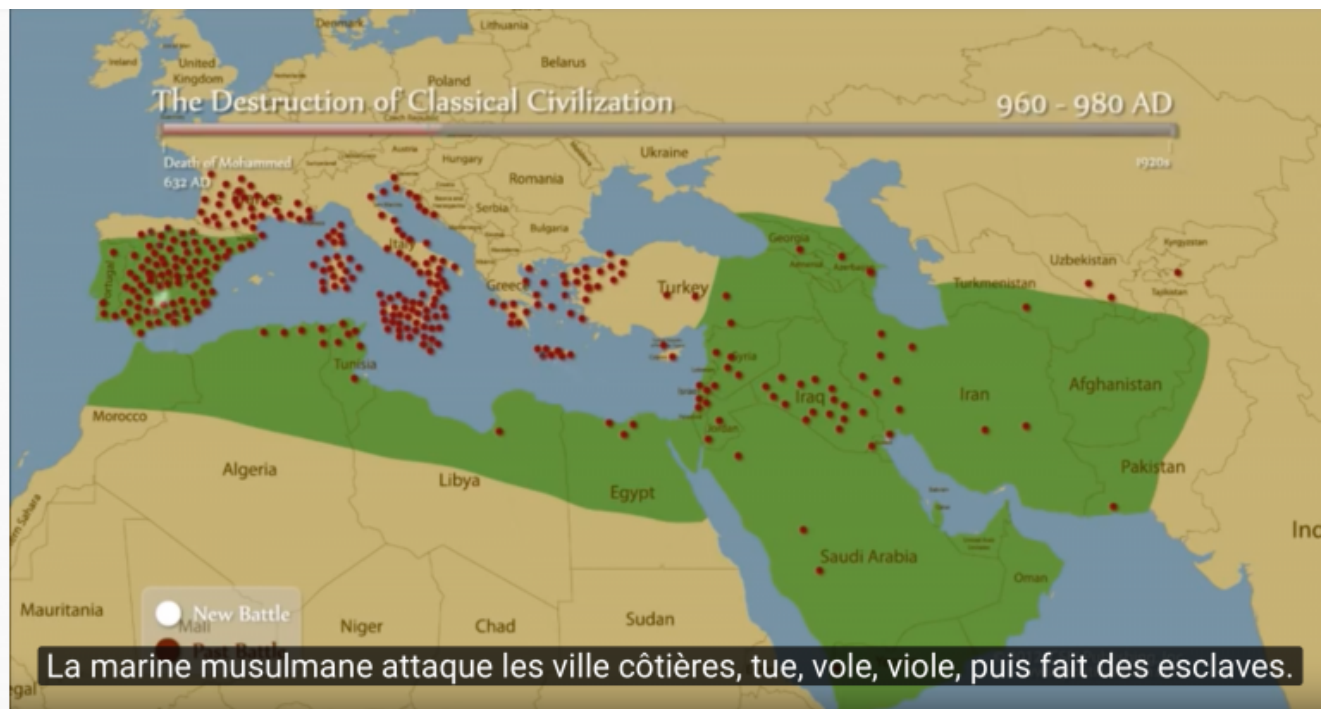 Denmark
Lithuania
Ireland
United
Kingdom
Belarus
Poland
The Destruction of Classical Civilization
960 - 980 AD
Czech Republic
Death of Mohammed
632 AD
1920s
Austria
Hungary
Ukraine
Romania
Serbia
Bulgaria
Italy
Portugal
Greece
Turkey
Georgia
Uzbekistan
Kyrgyzstan
Turkmenistan
Tunisia
Syria
Iraq
Iran
Afghanistan
Jordan
Morocco
Algeria
Libya
Egypt
Pakistan
Saudi Arabia
Oman
Mauritania
New Battle
Mali
Niger
Chad
Sudan
Past Battle
La marine musulmane attaque les ville côtières, tue, vole, viole, puis fait des esclaves.